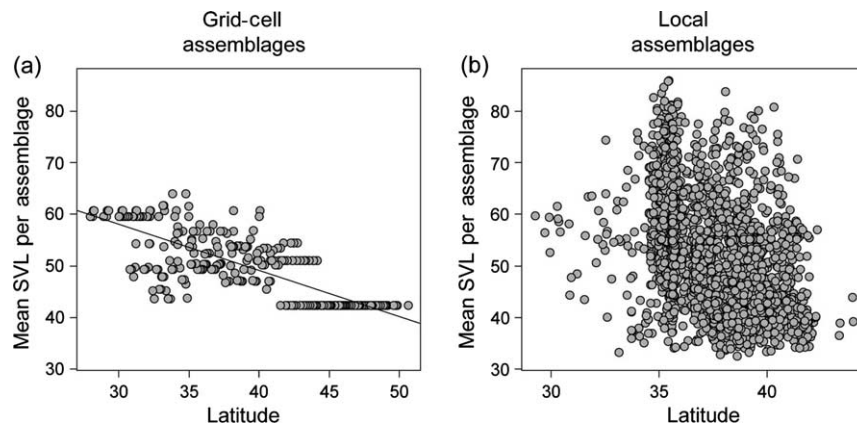 Grid-cell
assemblages
(a)
Mean SVL per assemblage
80
70
60
50
40
30
30 35 40 45 50
Latitude
Local
assemblages
(b)
Mean SVL per assemblage
80
70
60
50
40
30
30 35 40
Latitude